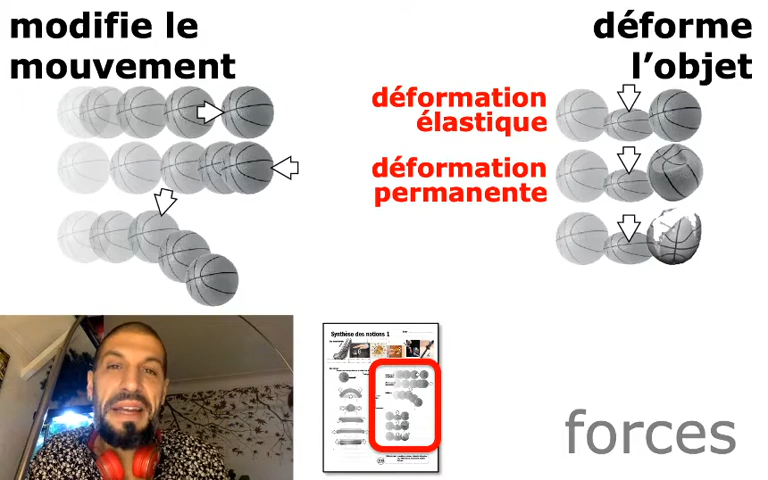 modifie le
mouvement
déforme
l’objet
déformation
élastique
déformation
permanente
Synthèse des notions 1
forces